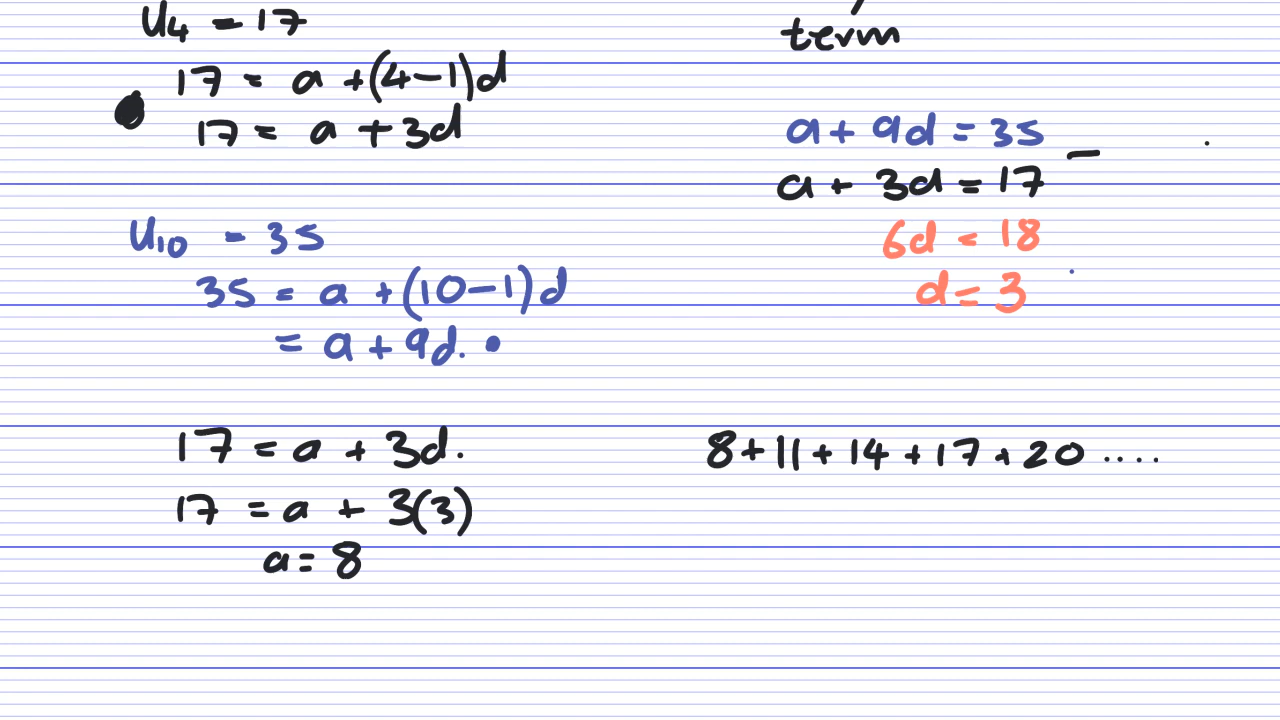 U4 = 17
17 = a + (4-1)d
17 = a + 3d
U10 = 35
35 = a + (10-1)d
= a + 9d.
17 = a + 3d.
17 = a + 3(3)
a = 8
term
a + 9d = 35
a + 3d = 17 -
6d = 18
d = 3
8 + 11 + 14 + 17 + 20 ....